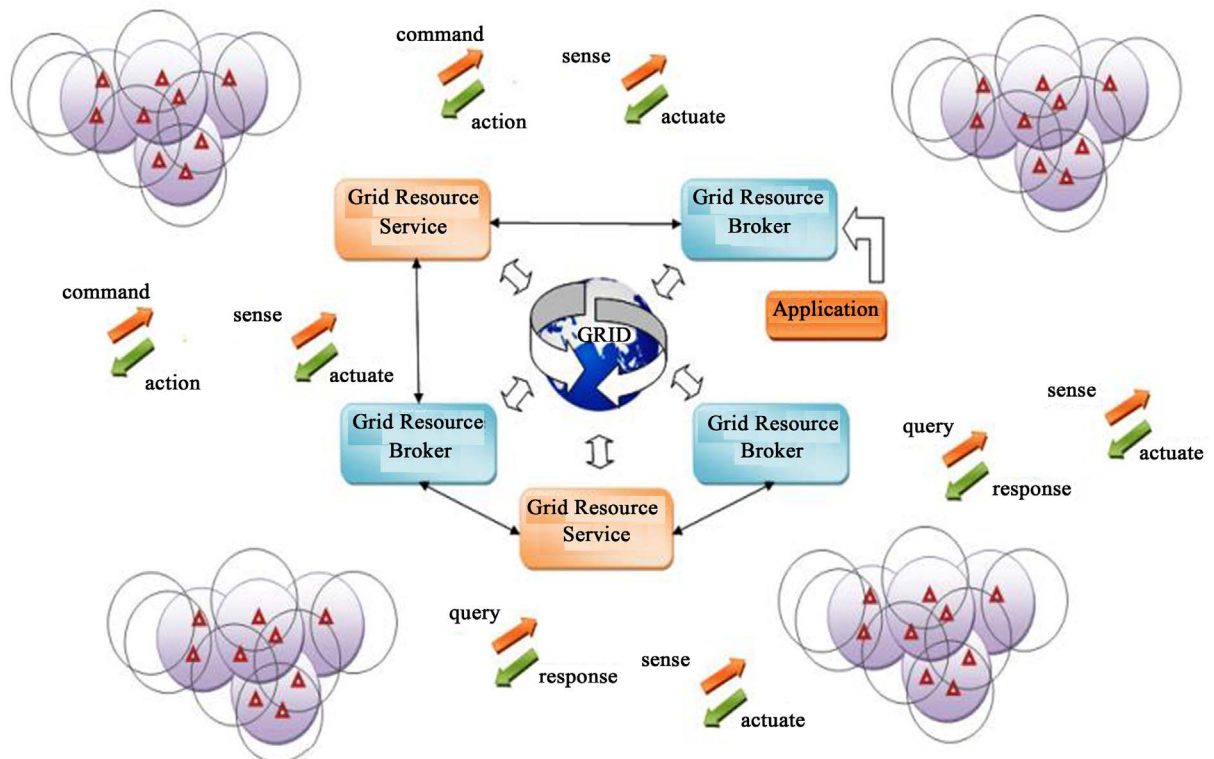 command
sense
action
actuate
Grid Resource
Service
Grid Resource
Broker
command
sense
Application
GRID
action
actuate
sense
Grid Resource
Broker
Grid Resource
Broker
query
actuate
response
Grid Resource
Service
query
sense
response
actuate